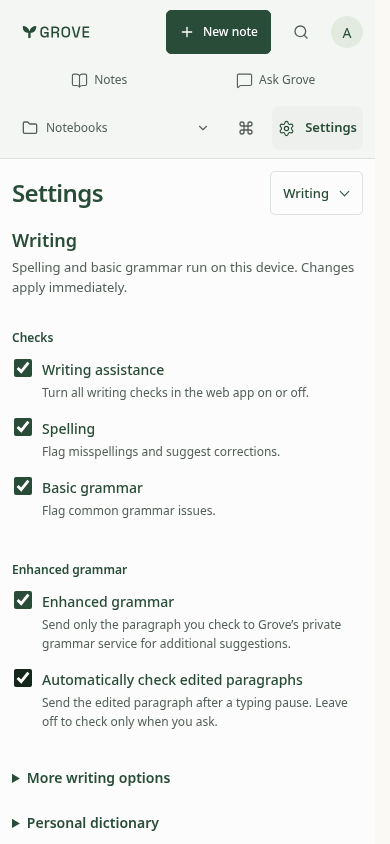 GROVE
New note
A
Notes
Ask Grove
Notebooks
Settings
Settings
Writing
Writing
Spelling and basic grammar run on this device. Changes
apply immediately.
Checks
Writing assistance
Turn all writing checks in the web app on or off.
Spelling
Flag misspellings and suggest corrections.
Basic grammar
Flag common grammar issues.
Enhanced grammar
Enhanced grammar
Send only the paragraph you check to Grove’s private
grammar service for additional suggestions.
Automatically check edited paragraphs
Send the edited paragraph after a typing pause. Leave
off to check only when you ask.
More writing options
Personal dictionary